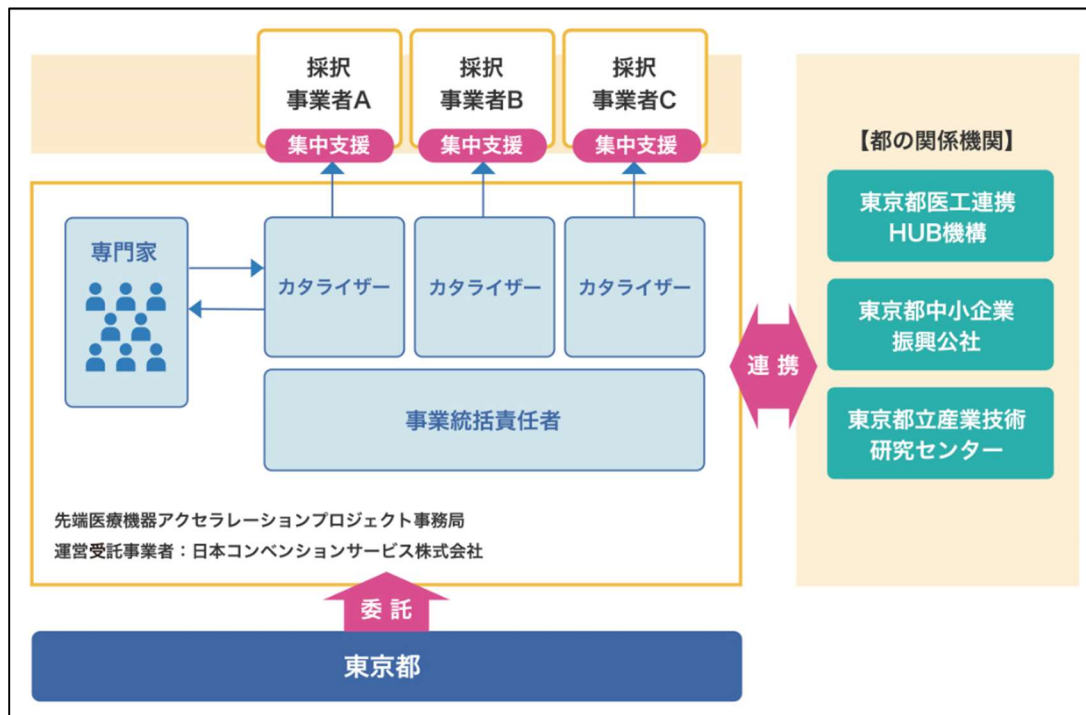 採択
事業者A
集中支援
採択
事業者B
集中支援
採択
事業者C
集中支援
専門家
カタライザー
カタライザー
カタライザー
事業統括責任者
先端医療機器アクセラレーションプロジェクト事務局
運営受託事業者：日本コンベンションサービス株式会社
連携
【都の関係機関】
東京都医工連携
HUB機構
東京都中小企業
振興公社
東京都立産業技術
研究センター
委託
東京都